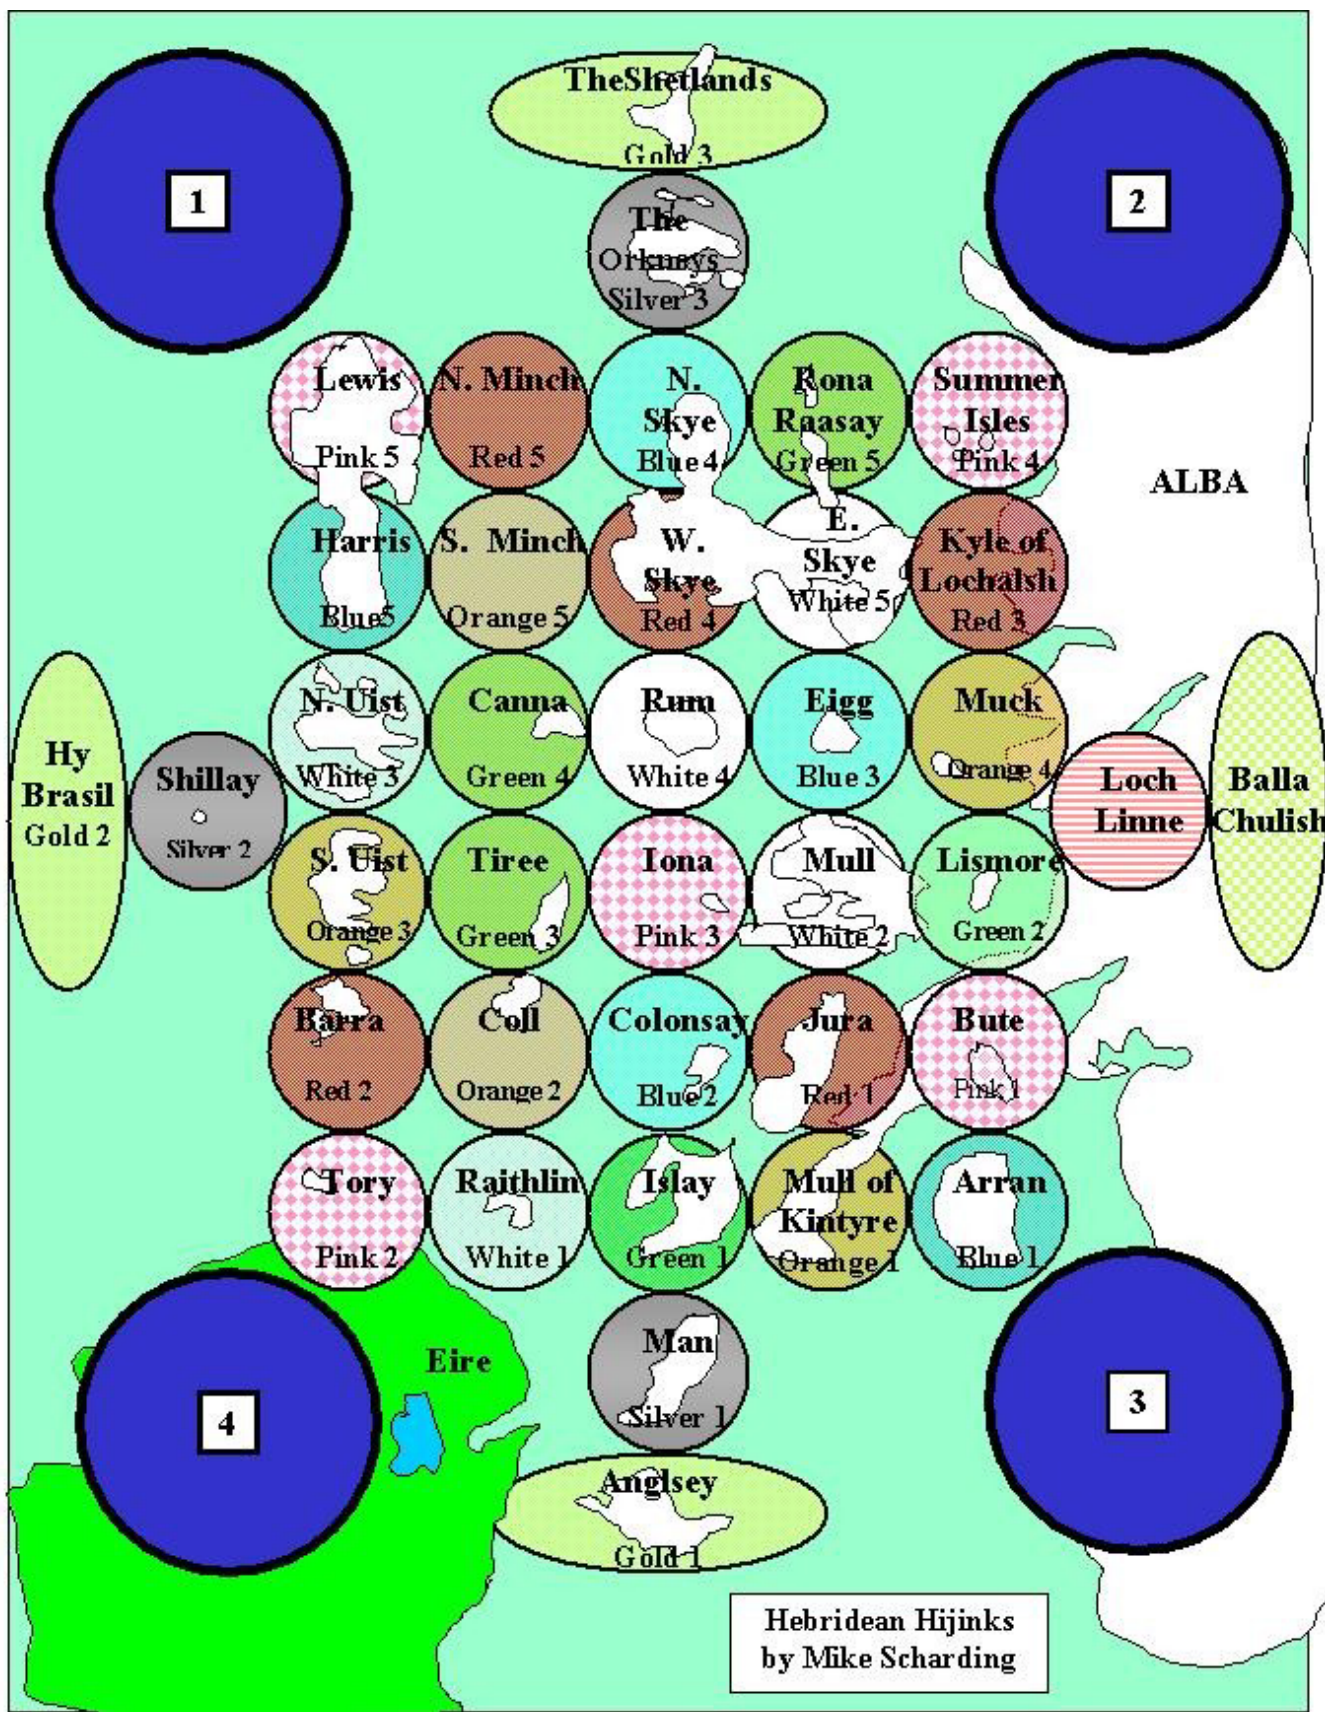 TheShetlands
Gold 3
1
2
The
Orkneys
Silver 3
Lewis
Pink 5
N. Minch
Red 5
N.
Skye
Blue 4
Rona
Raasay
Green 5
Summer
Isles
Pink 4
ALBA
Harris
Blue5
S. Minch
Orange 5
W.
Skye
Red 4
E.
Skye
White 5
Kyle of
Lochalsh
Red 3
Hy
Brasil
Gold 2
Shillay
Silver 2
N. Uist
White 3
Canna
Green 4
Rum
White 4
Eigg
Blue 3
Muck
Orange 4
Loch
Linne
Balla
Chulish
S. Uist
Orange 3
Tiree
Green 3
Iona
Pink 3
Mull
White 2
Lismore
Green 2
Barra
Red 2
Coll
Orange 2
Colonsay
Blue 2
Jura
Red 1
Bute
Pink 1
Tory
Pink 2
Raithlin
White 1
Islay
Green 1
Mull of
Kintyre
Orange 1
Arran
Blue 1
Eire
Man
Silver 1
4
3
Anglsey
Gold 1
Hebridean Hijinks
by Mike Scharding